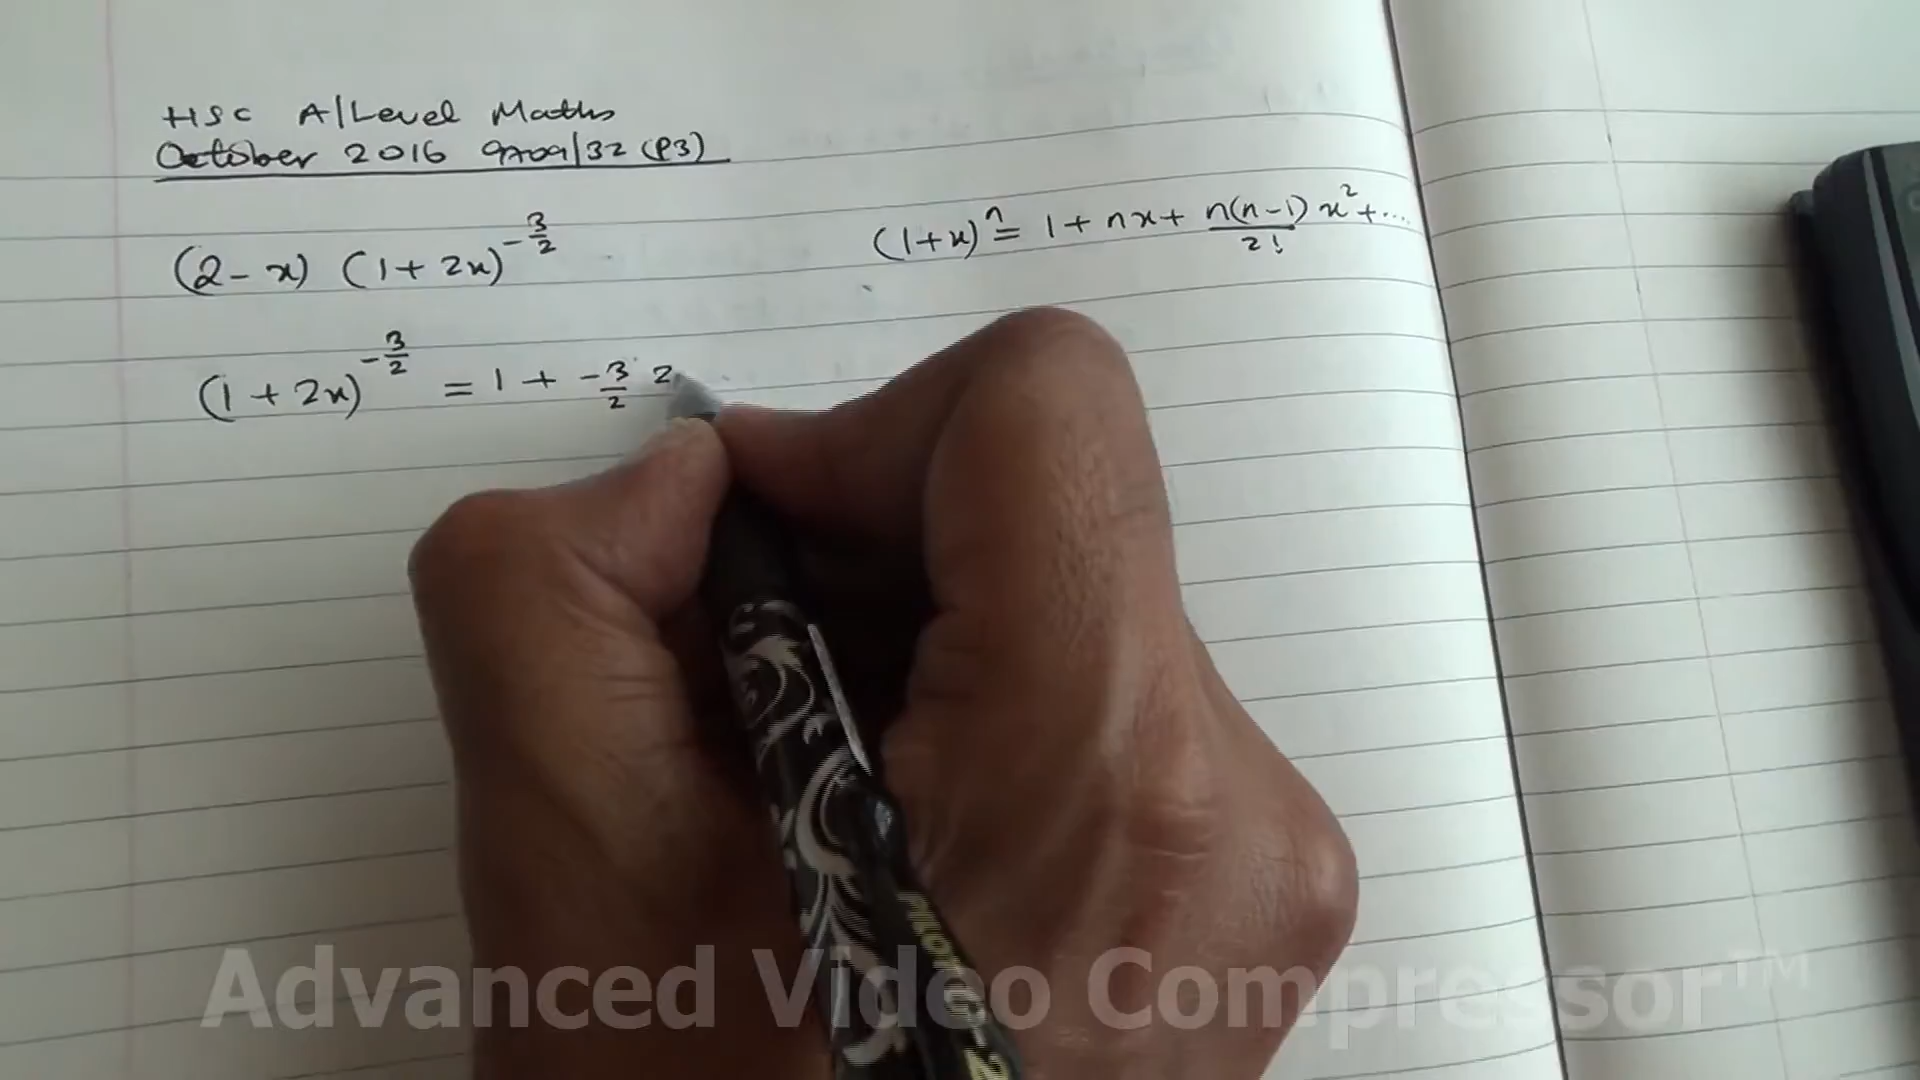 HSC A/Level Maths
October 2016 9709/32 (P3)
(2 - x) (1 + 2x)^{-3/2}
(1+x)^n = 1 + nx + n(n-1)/2! x^2 + ....
(1 + 2x)^{-3/2} = 1 + -3/2 2
Advanced Video Compressor™